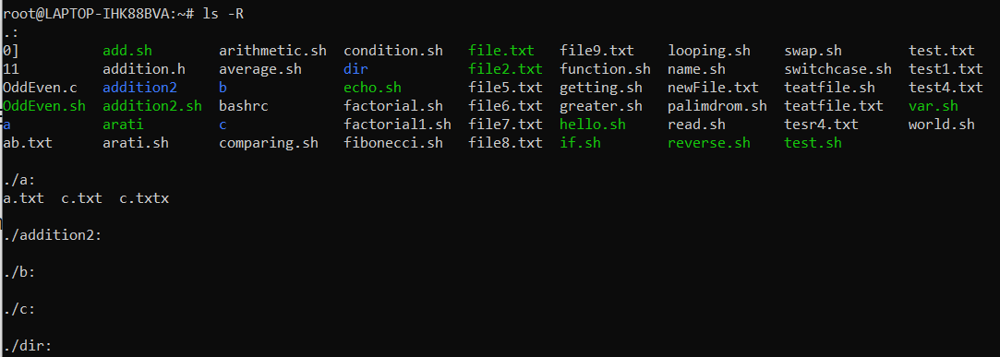 root@LAPTOP-IHK88BVA:~# ls -R
.:
0] add.sh arithmetic.sh condition.sh file.txt file9.txt looping.sh swap.sh test.txt
11 addition.h average.sh dir file2.txt function.sh name.sh switchcase.sh test1.txt
OddEven.c addition2 b echo.sh file5.txt getting.sh newFile.txt teatfile.sh test4.txt
OddEven.sh addition2.sh bashrc factorial.sh file6.txt greater.sh palimdrom.sh teatfile.txt var.sh
a arati c factorial1.sh file7.txt hello.sh read.sh tesr4.txt world.sh
ab.txt arati.sh comparing.sh fibonecci.sh file8.txt if.sh reverse.sh test.sh
./a:
a.txt c.txt c.txtx
./addition2:
./b:
./c:
./dir: